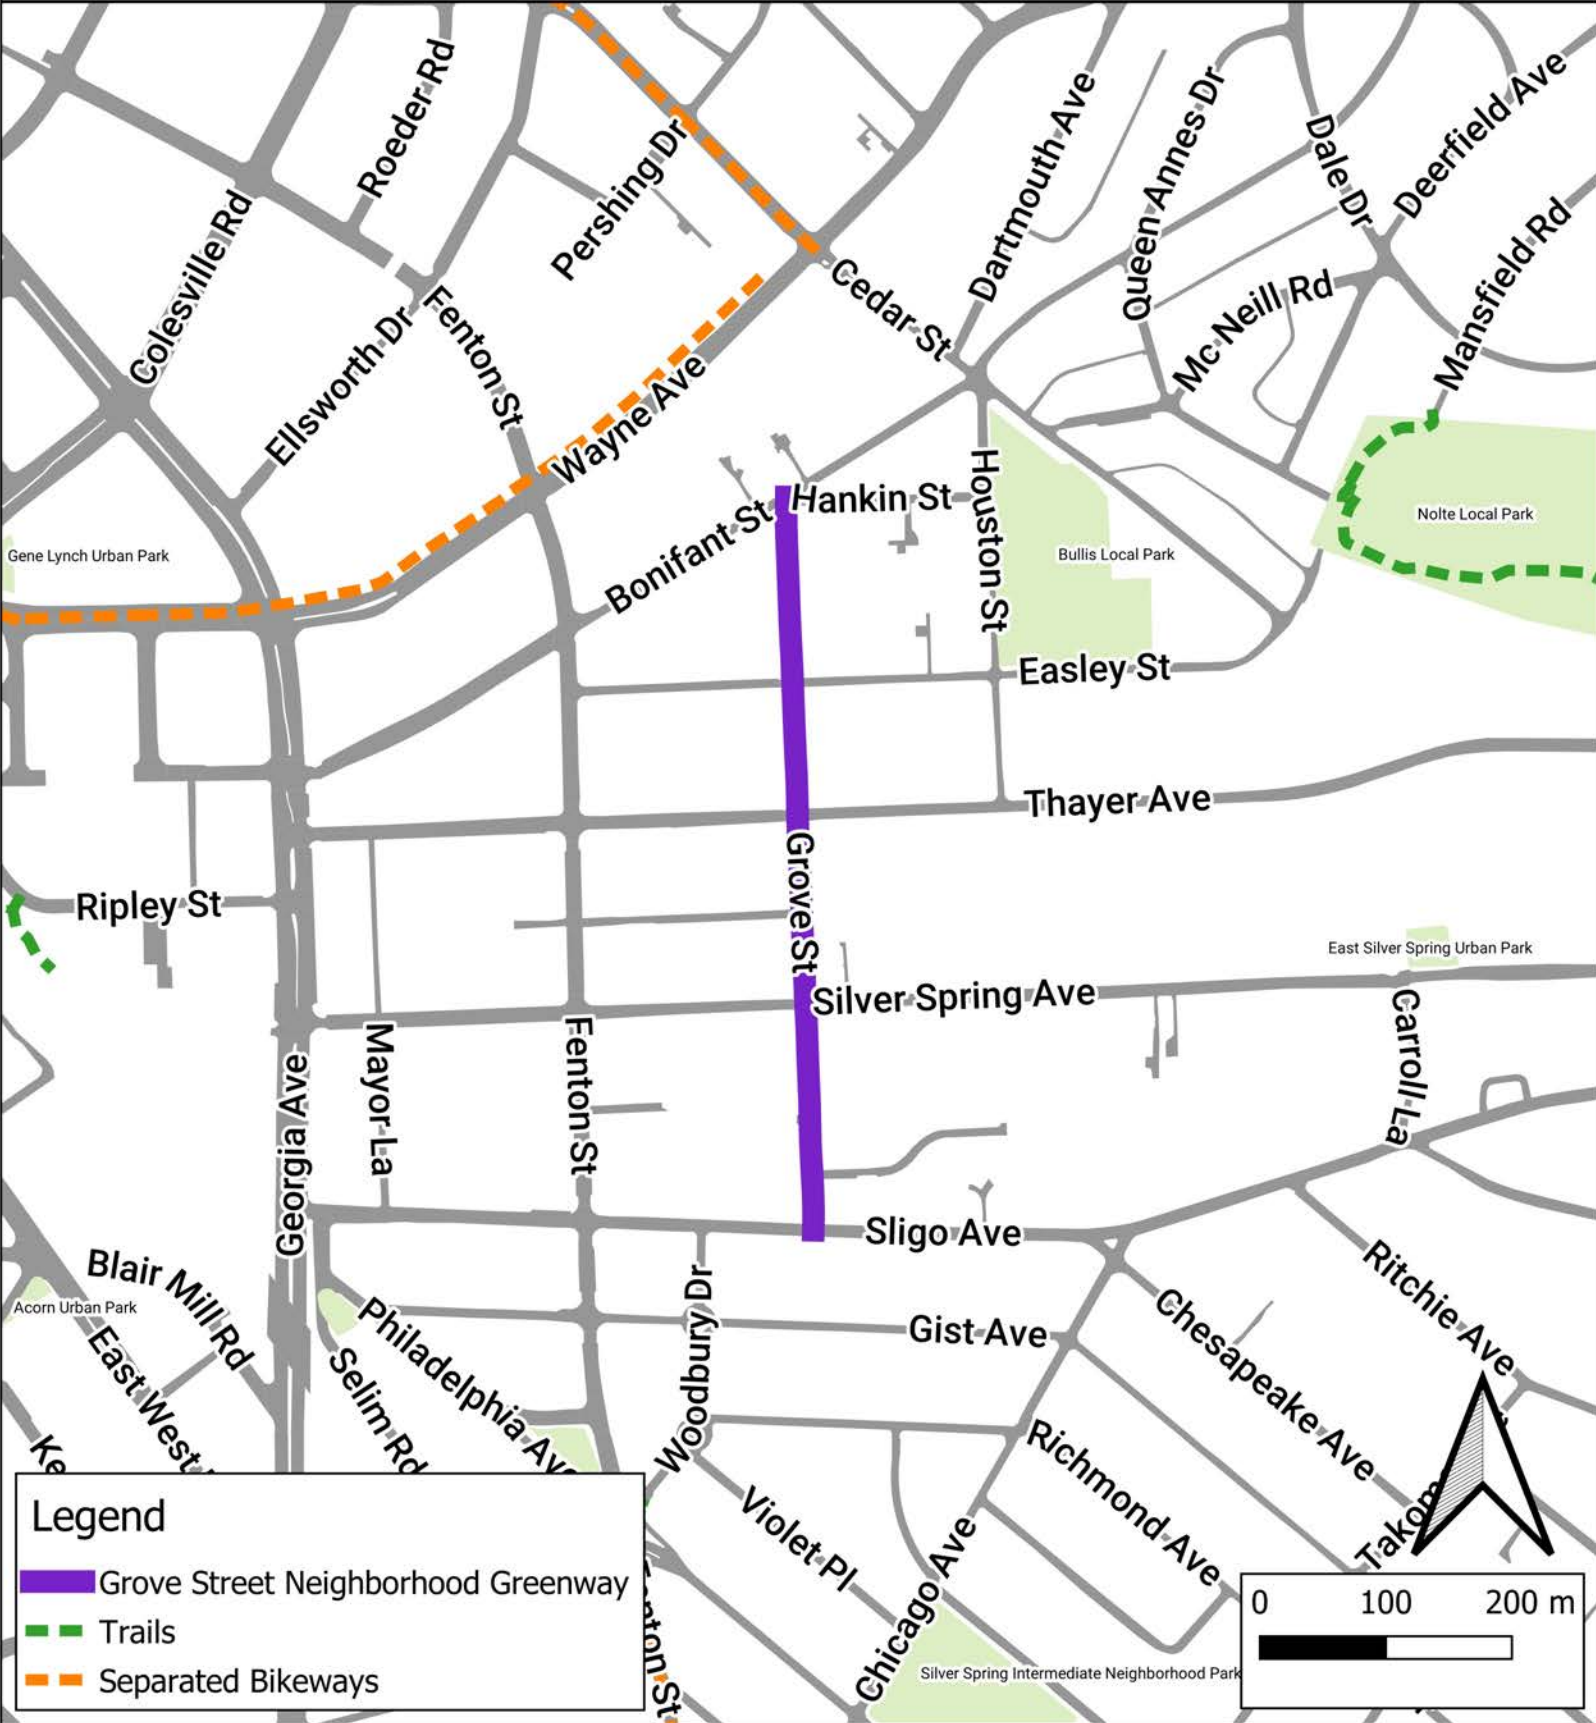 Roeder Rd
Pershing Dr
Dartmouth Ave
Queen Annes Dr
Dale Dr
Deerfield Ave
Mansfield Rd
Colesville Rd
Ellsworth Dr
Fenton St
Cedar St
Mc Neill Rd
Wayne Ave
Hankin St
Houston St
Nolte Local Park
Gene Lynch Urban Park
Bonifant St
Bullis Local Park
Easley St
Thayer Ave
Grove St
Ripley St
East Silver Spring Urban Park
Silver Spring Ave
Carroll La
Georgia Ave
Mayor La
Fenton St
Sligo Ave
Blair Mill Rd
Acorn Urban Park
East West
Philadelphia Ave
Selim Rd
Woodbury Dr
Gist Ave
Chesapeake Ave
Ritchie Ave
Richmond Ave
Violet Pl
Chicago Ave
Silver Spring Intermediate Neighborhood Park
Fenton St
Legend
Grove Street Neighborhood Greenway
Trails
Separated Bikeways
0 100 200 m